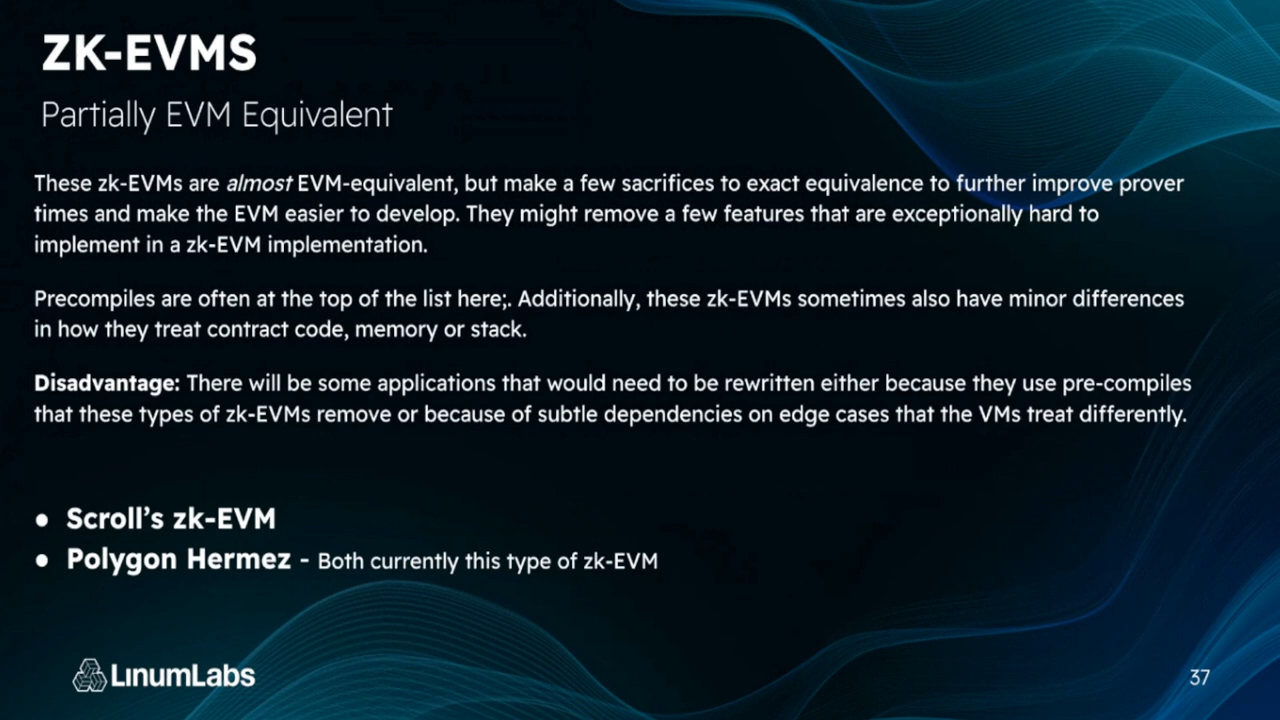 ZK-EVMS
Partially EVM Equivalent
These zk-EVMs are almost EVM-equivalent, but make a few sacrifices to exact equivalence to further improve prover
times and make the EVM easier to develop. They might remove a few features that are exceptionally hard to
implement in a zk-EVM implementation.
Precompiles are often at the top of the list here;. Additionally, these zk-EVMs sometimes also have minor differences
in how they treat contract code, memory or stack.
Disadvantage: There will be some applications that would need to be rewritten either because they use pre-compiles
that these types of zk-EVMs remove or because of subtle dependencies on edge cases that the VMs treat differently.
● Scroll's zk-EVM
● Polygon Hermez - Both currently this type of zk-EVM
LinumLabs
37